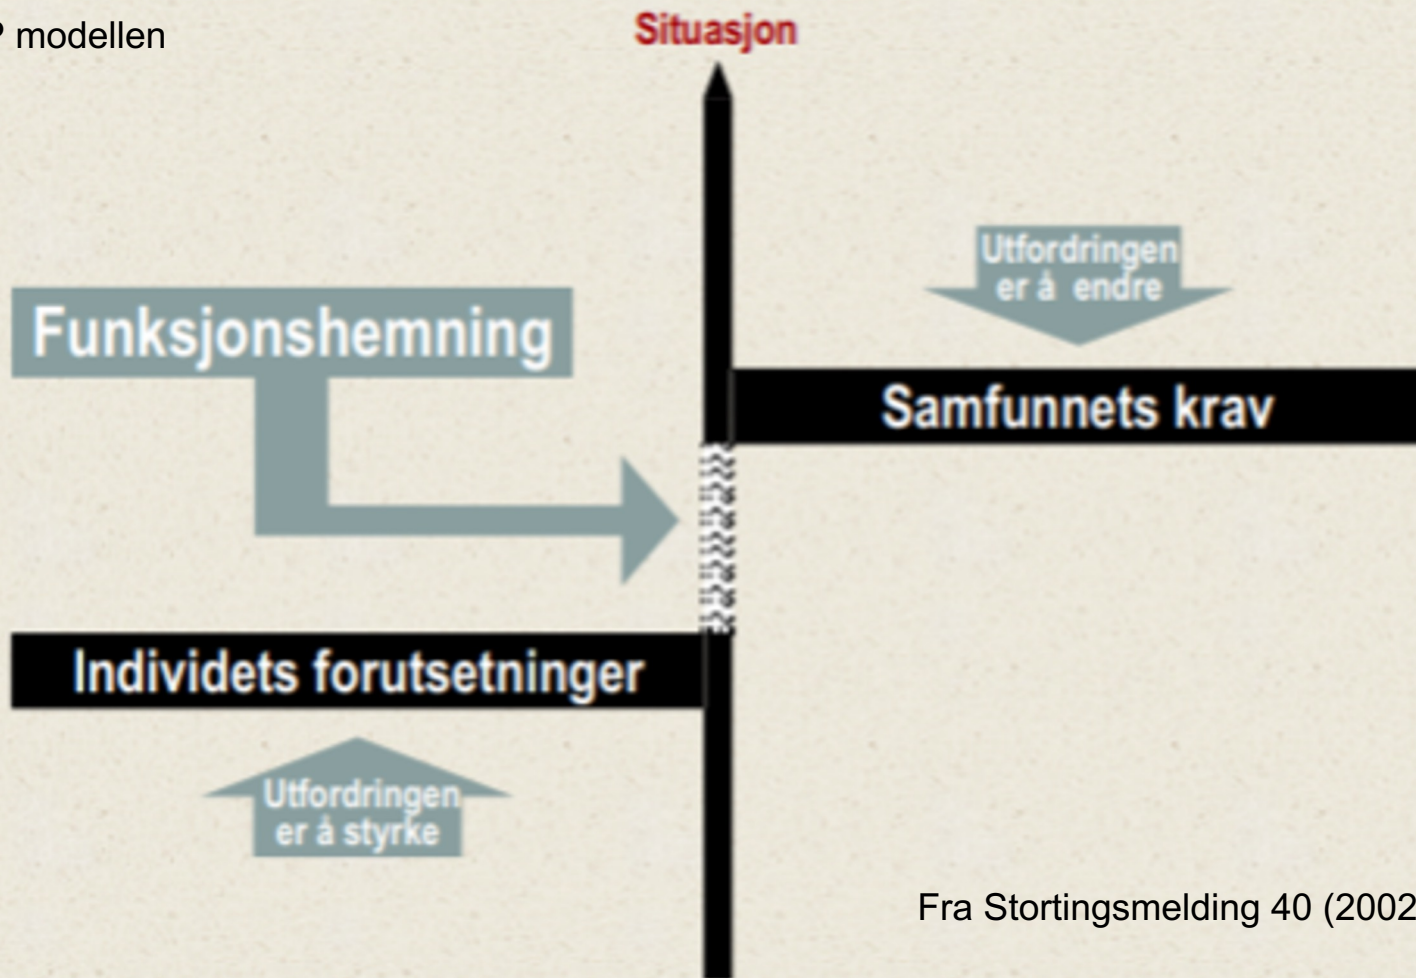 modellen
Situasjon
Utfordringen
er å endre
Funksjonshemning
Samfunnets krav
Individets forutsetninger
Utfordringen
er å styrke
Fra Stortingsmelding 40 (2002